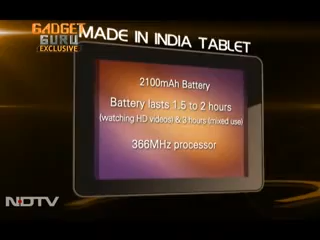 GADGET
GURU
EXCLUSIVE
MADE IN INDIA TABLET
2100mAh Battery
Battery lasts 1.5 to 2 hours
(watching HD videos) & 3 hours (mixed use)
366MHz processor
NDTV